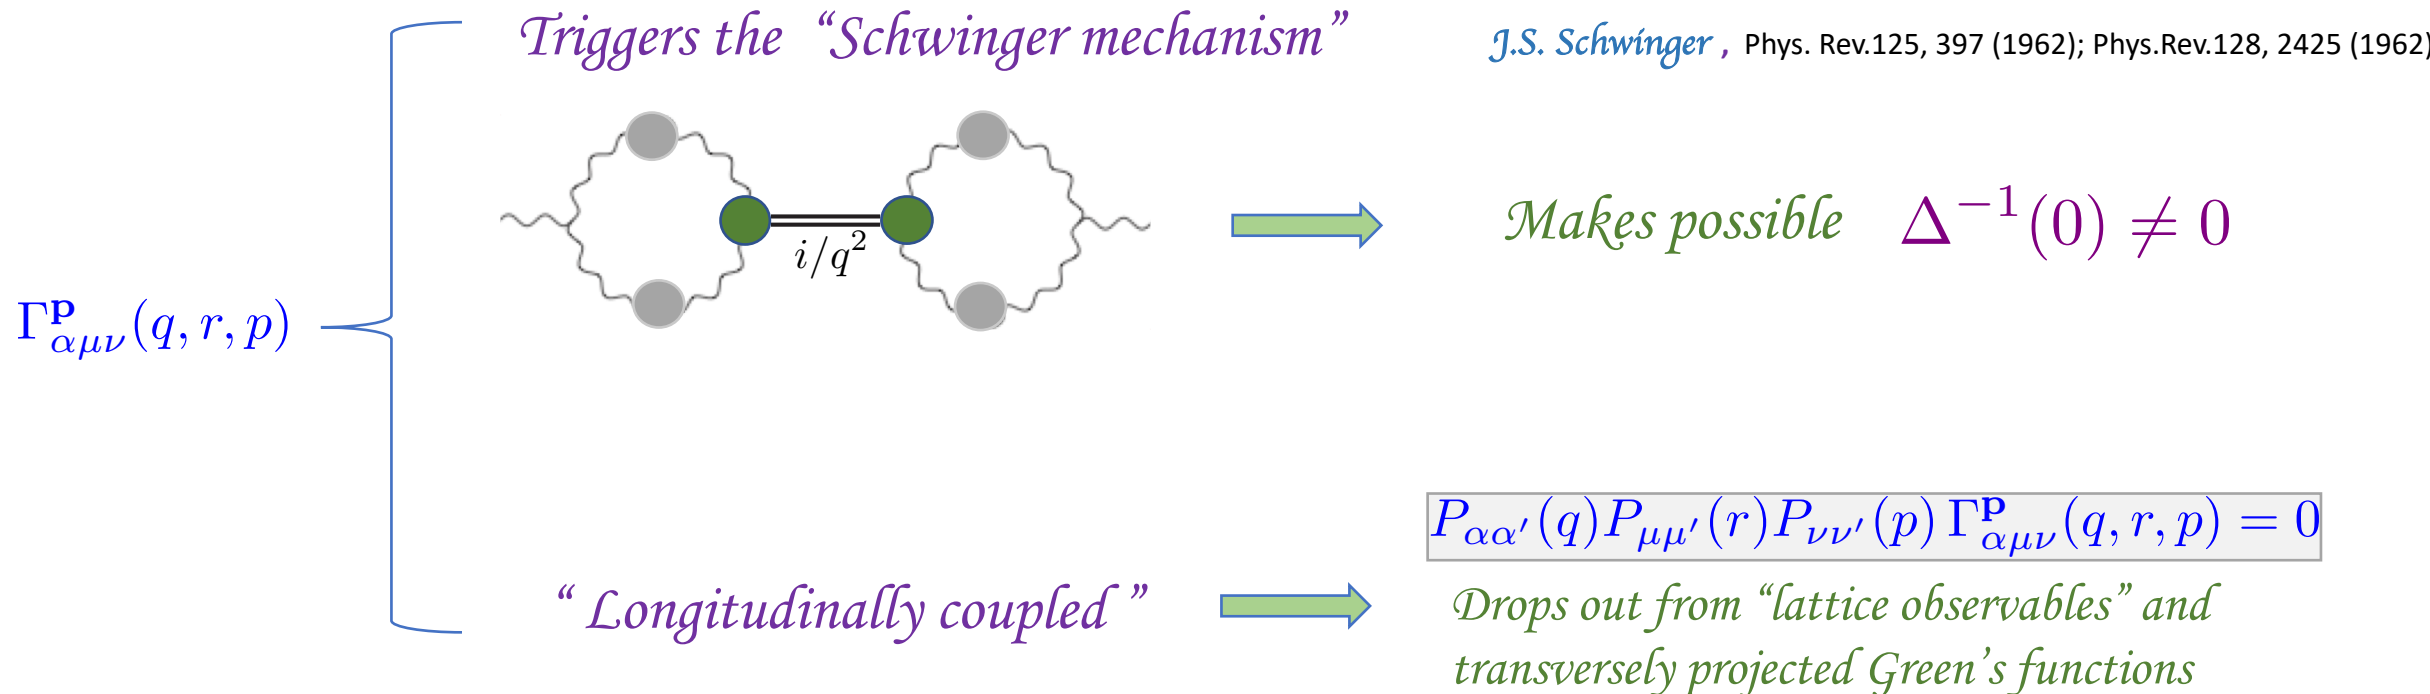 Triggers the “Schwinger mechanism”
J.S. Schwinger , Phys. Rev.125, 397 (1962); Phys.Rev.128, 2425 (1962)
i/q²
Makes possible Δ⁻¹(0) ≠ 0
Γ^𝐩_{αμν}(q, r, p)
P_{αα′}(q)P_{μμ′}(r)P_{νν′}(p) Γ^𝐩_{αμν}(q, r, p) = 0
“ Longitudinally coupled ”
Drops out from “lattice observables” and
transversely projected Green’s functions